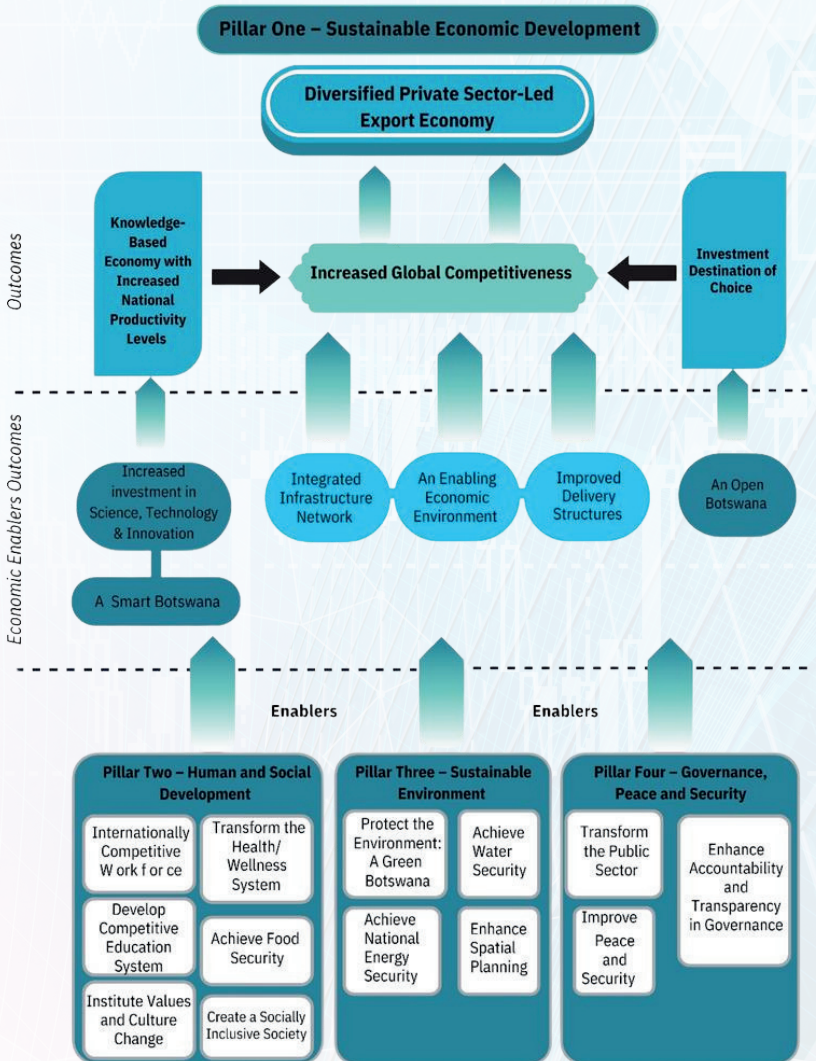 Pillar One – Sustainable Economic Development
Diversified Private Sector-Led
Export Economy
Outcomes
Knowledge-
Based
Economy with
Increased
National
Productivity
Levels
Increased Global Competitiveness
Investment
Destination of
Choice
Economic Enablers Outcomes
Increased
investment in
Science, Technology
& Innovation
A Smart Botswana
Integrated
Infrastructure
Network
An Enabling
Economic
Environment
Improved
Delivery
Structures
An Open
Botswana
Enablers
Enablers
Pillar Two – Human and Social
Development
Internationally
Competitive
W ork f or ce
Transform the
Health/
Wellness
System
Develop
Competitive
Education
System
Achieve Food
Security
Institute Values
and Culture
Change
Create a Socially
Inclusive Society
Pillar Three – Sustainable
Environment
Protect the
Environment:
A Green
Botswana
Achieve
Water
Security
Achieve
National
Energy
Security
Enhance
Spatial
Planning
Pillar Four – Governance,
Peace and Security
Transform
the Public
Sector
Enhance
Accountability
and
Transparency
in Governance
Improve
Peace
and
Security